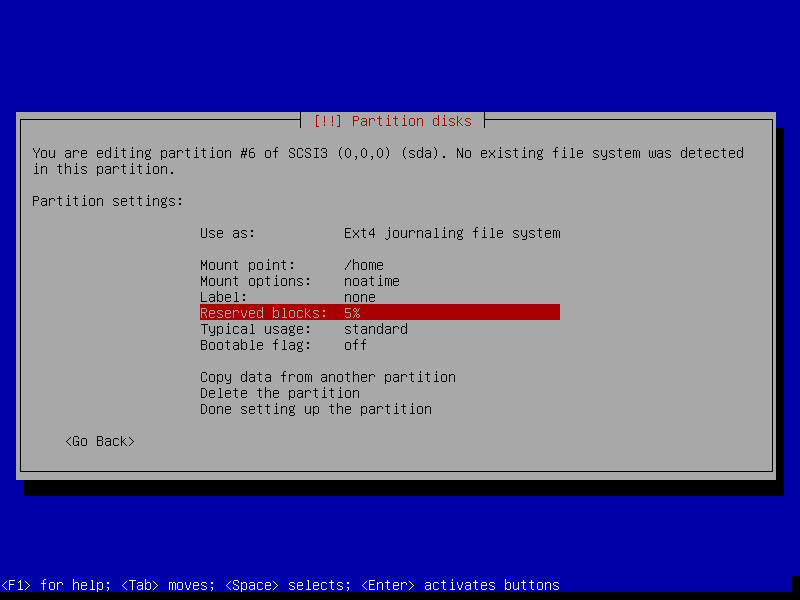 [!!] Partition disks
You are editing partition #6 of SCSI3 (0,0,0) (sda). No existing file system was detected
in this partition.
Partition settings:
Use as: Ext4 journaling file system
Mount point: /home
Mount options: noatime
Label: none
Reserved blocks: 5%
Typical usage: standard
Bootable flag: off
Copy data from another partition
Delete the partition
Done setting up the partition
<Go Back>
<F1> for help; <Tab> moves; <Space> selects; <Enter> activates buttons